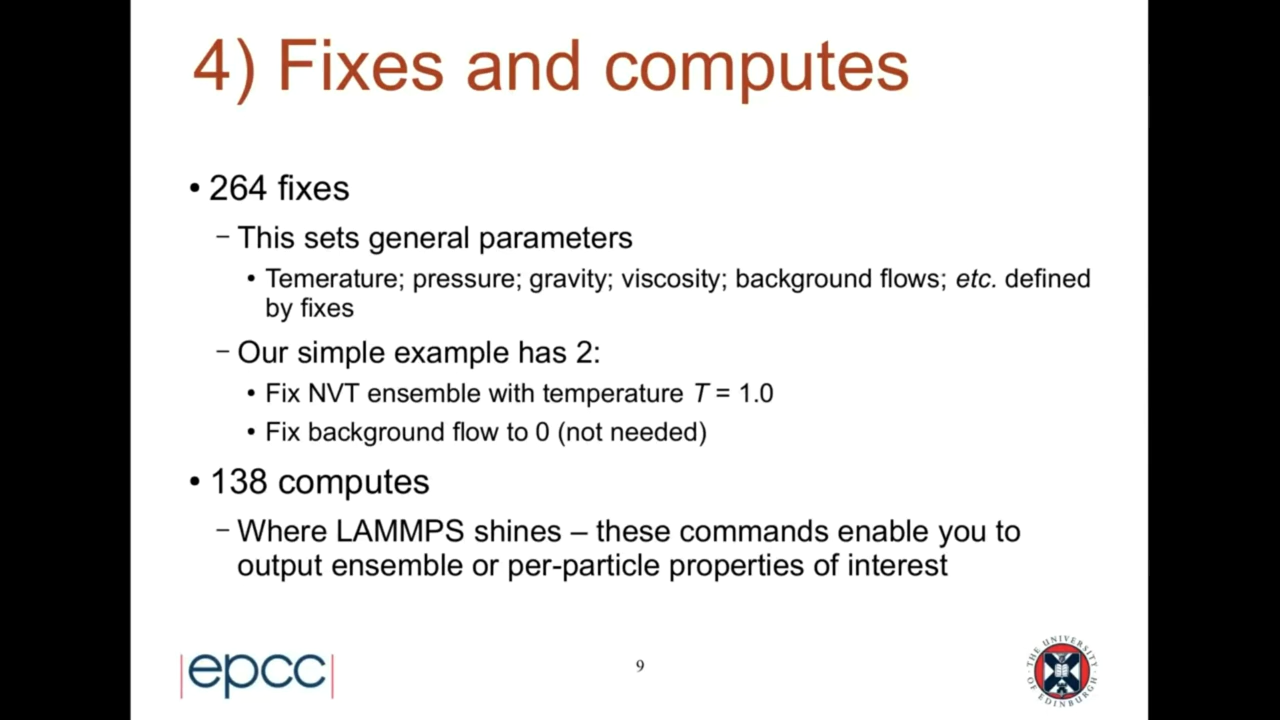 4) Fixes and computes
• 264 fixes
– This sets general parameters
• Temerature; pressure; gravity; viscosity; background flows; etc. defined
by fixes
– Our simple example has 2:
• Fix NVT ensemble with temperature T = 1.0
• Fix background flow to 0 (not needed)
• 138 computes
– Where LAMMPS shines – these commands enable you to
output ensemble or per-particle properties of interest
epcc
9
THE UNIVERSITY
OF EDINBURGH